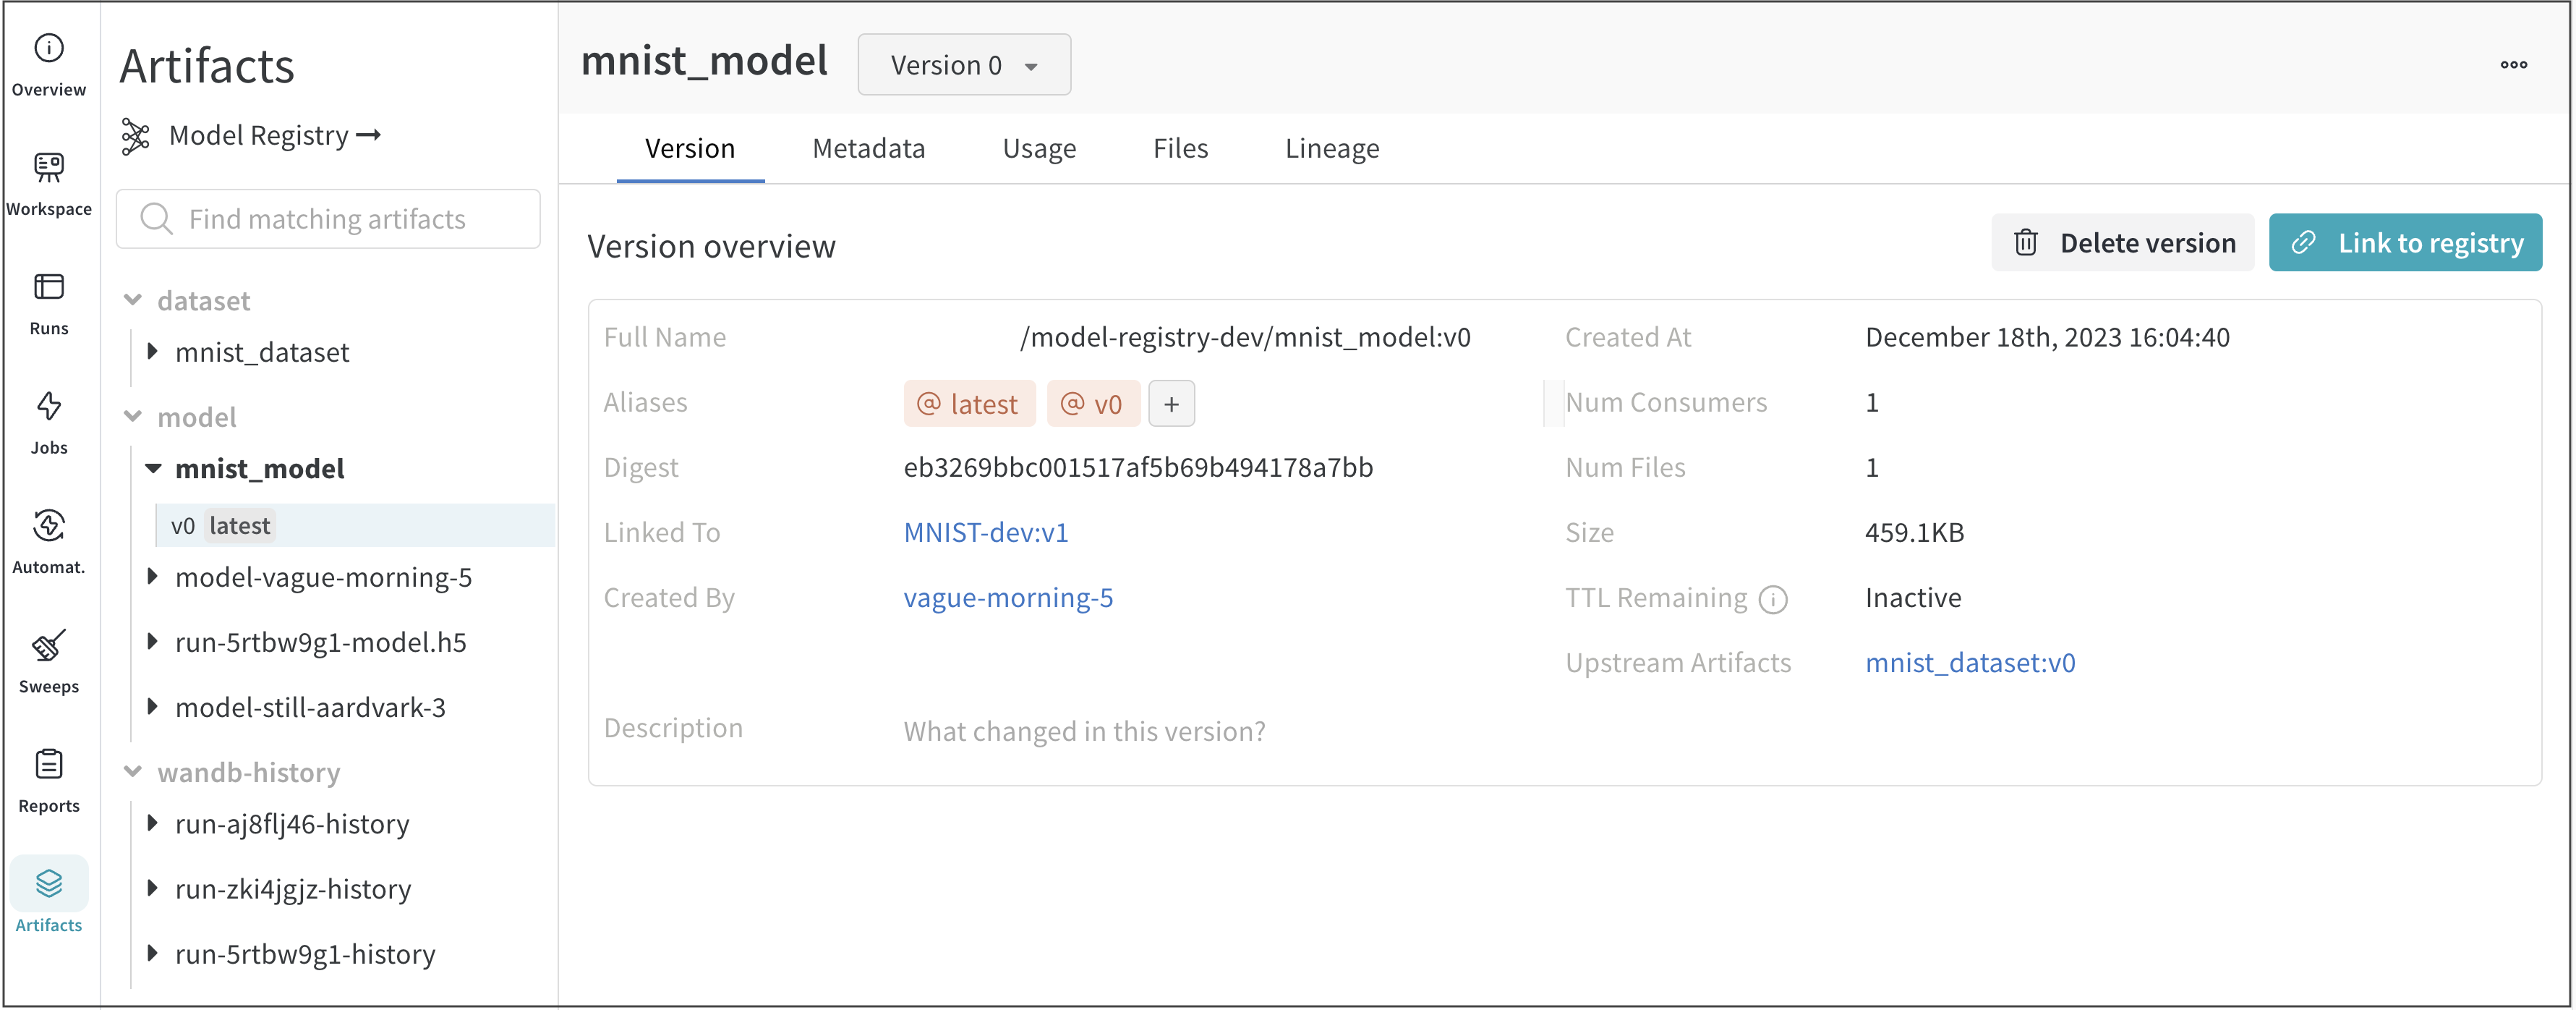 Overview
Workspace
Runs
Jobs
Automat.
Sweeps
Reports
Artifacts
Artifacts
Model Registry →
Find matching artifacts
dataset
mnist_dataset
model
mnist_model
v0 latest
model-vague-morning-5
run-5rtbw9g1-model.h5
model-still-aardvark-3
wandb-history
run-aj8flj46-history
run-zki4jgjz-history
run-5rtbw9g1-history
mnist_model Version 0
Version Metadata Usage Files Lineage
Version overview Delete version Link to registry
Full Name /model-registry-dev/mnist_model:v0
Aliases @ latest @ v0 +
Digest eb3269bbc001517af5b69b494178a7bb
Linked To MNIST-dev:v1
Created By vague-morning-5
Description What changed in this version?
Created At December 18th, 2023 16:04:40
Num Consumers 1
Num Files 1
Size 459.1KB
TTL Remaining Inactive
Upstream Artifacts mnist_dataset:v0